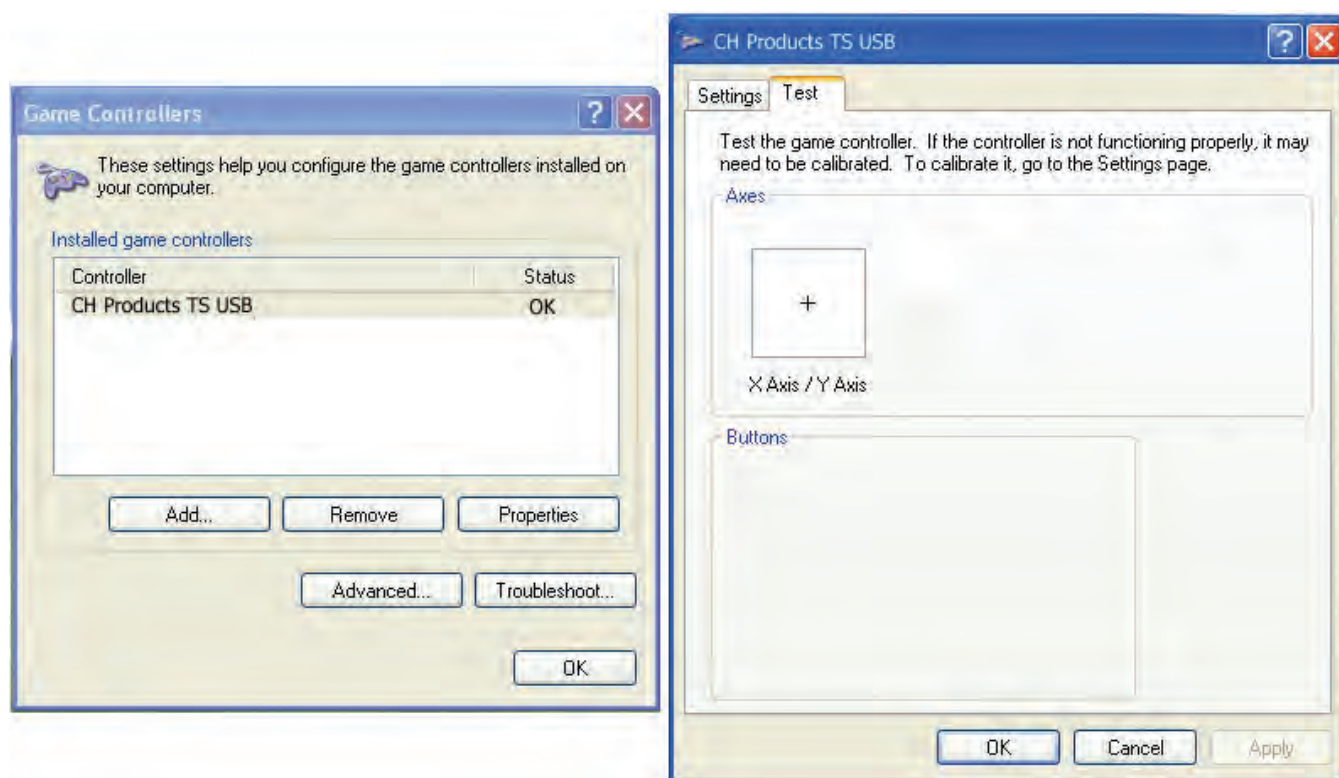 Game Controllers
These settings help you configure the game controllers installed on
your computer.
Installed game controllers
Controller Status
CH Products TS USB OK
Add... Remove Properties
Advanced... Troubleshoot...
OK
CH Products TS USB
Settings Test
Test the game controller. If the controller is not functioning properly, it may
need to be calibrated. To calibrate it, go to the Settings page.
Axes
X Axis / Y Axis
Buttons
OK Cancel Apply